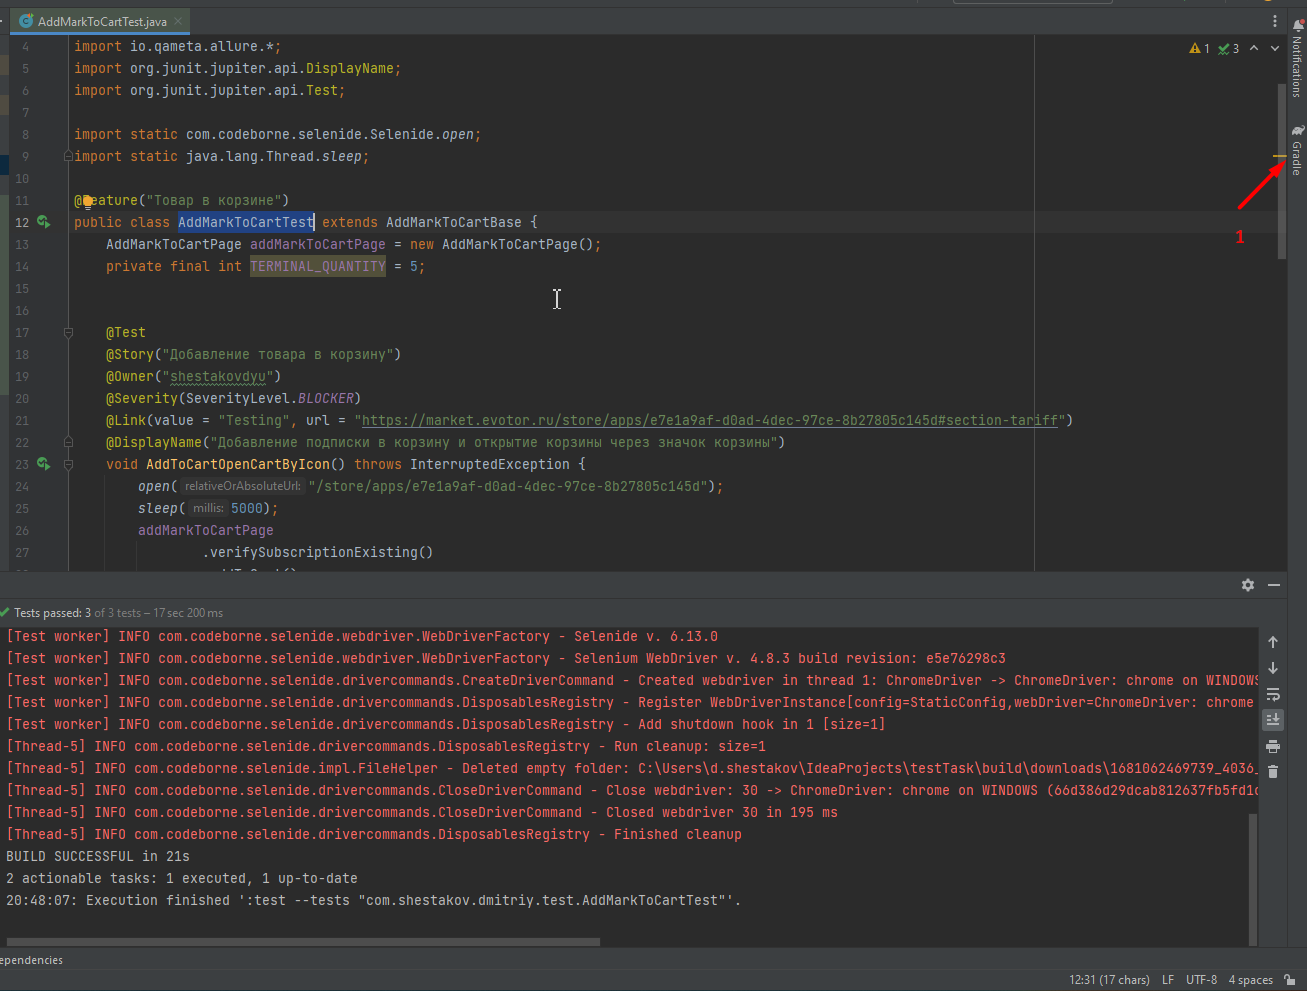 AddMarkToCartTest.java
4 import io.qameta.allure.*;
1 3
5 import org.junit.jupiter.api.DisplayName;
6 import org.junit.jupiter.api.Test;
7
8 import static com.codeborne.selenide.Selenide.open;
9 import static java.lang.Thread.sleep;
10
11 @Feature("Товар в корзине")
12 public class AddMarkToCartTest extends AddMarkToCartBase {
13 AddMarkToCartPage addMarkToCartPage = new AddMarkToCartPage();
14 private final int TERMINAL_QUANTITY = 5;
15
16
17 @Test
18 @Story("Добавление товара в корзину")
19 @Owner("shestakovdyu")
20 @Severity(SeverityLevel.BLOCKER)
21 @Link(value = "Testing", url = "https://market.evotor.ru/store/apps/e7e1a9af-d0ad-4dec-97ce-8b27805c145d#section-tariff")
22 @DisplayName("Добавление подписки в корзину и открытие корзины через значок корзины")
23 void AddToCartOpenCartByIcon() throws InterruptedException {
24 open( relativeOrAbsoluteUrl: "/store/apps/e7e1a9af-d0ad-4dec-97ce-8b27805c145d");
25 sleep( millis: 5000);
26 addMarkToCartPage
27 .verifySubscriptionExisting()
Notifications
Gradle
1
Tests passed: 3 of 3 tests – 17 sec 200 ms
[Test worker] INFO com.codeborne.selenide.webdriver.WebDriverFactory - Selenide v. 6.13.0
[Test worker] INFO com.codeborne.selenide.webdriver.WebDriverFactory - Selenium WebDriver v. 4.8.3 build revision: e5e76298c3
[Test worker] INFO com.codeborne.selenide.drivercommands.CreateDriverCommand - Created webdriver in thread 1: ChromeDriver -> ChromeDriver: chrome on WINDOWS
[Test worker] INFO com.codeborne.selenide.drivercommands.DisposablesRegistry - Register WebDriverInstance[config=StaticConfig,webDriver=ChromeDriver: chrome
[Test worker] INFO com.codeborne.selenide.drivercommands.DisposablesRegistry - Add shutdown hook in 1 [size=1]
[Thread-5] INFO com.codeborne.selenide.drivercommands.DisposablesRegistry - Run cleanup: size=1
[Thread-5] INFO com.codeborne.selenide.impl.FileHelper - Deleted empty folder: C:\Users\d.shestakov\IdeaProjects\testTask\build\downloads\1681062469739_4036_
[Thread-5] INFO com.codeborne.selenide.drivercommands.CloseDriverCommand - Close webdriver: 30 -> ChromeDriver: chrome on WINDOWS (66d386d29dcab812637fb5fd1c
[Thread-5] INFO com.codeborne.selenide.drivercommands.CloseDriverCommand - Closed webdriver 30 in 195 ms
[Thread-5] INFO com.codeborne.selenide.drivercommands.DisposablesRegistry - Finished cleanup
BUILD SUCCESSFUL in 21s
2 actionable tasks: 1 executed, 1 up-to-date
20:48:07: Execution finished ':test --tests "com.shestakov.dmitriy.test.AddMarkToCartTest"'.
ependencies
12:31 (17 chars) LF UTF-8 4 spaces